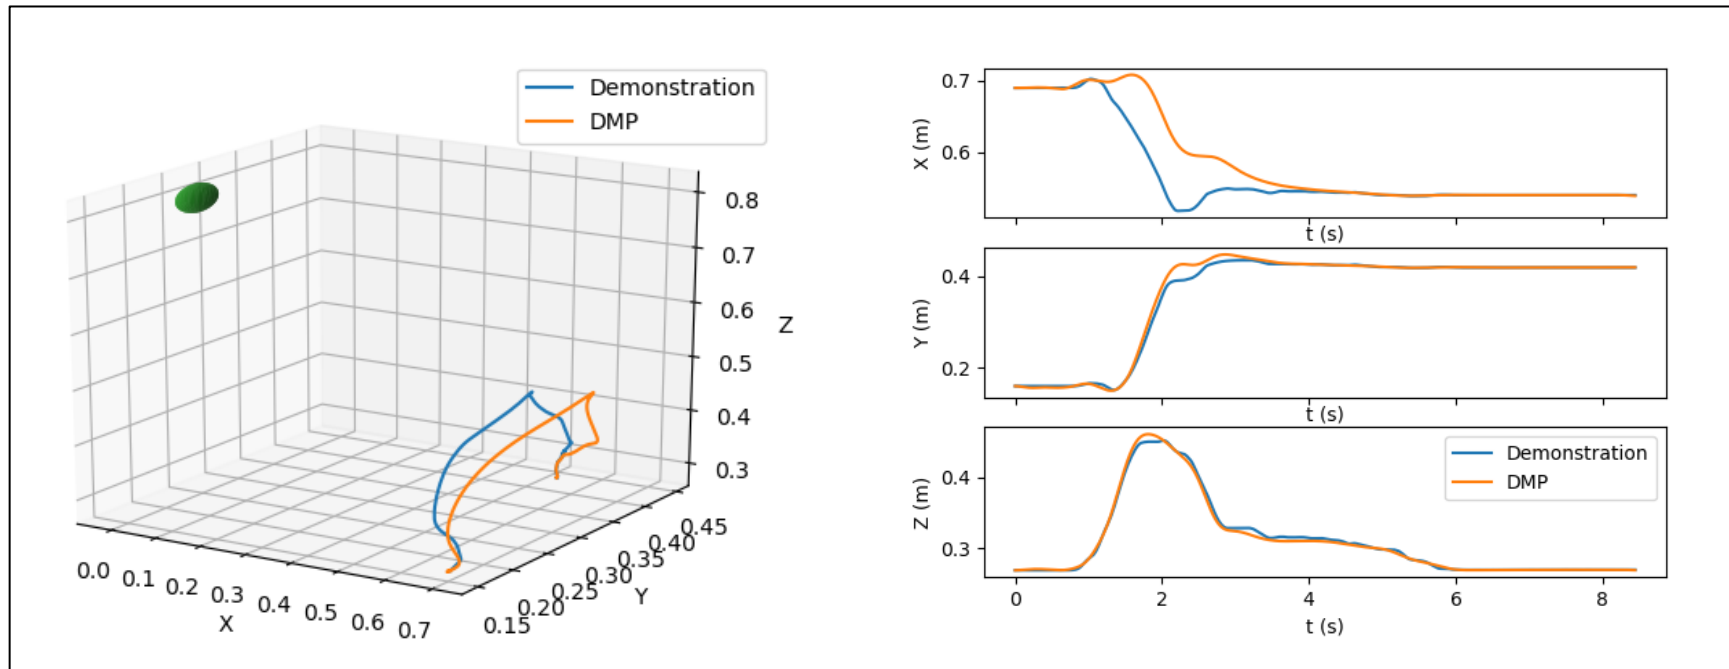 Demonstration
DMP
0.8
0.7
0.6
0.5
0.4
0.3
Z
0.0 0.1 0.2 0.3 0.4 0.5 0.6 0.7
X
0.15 0.20 0.25 0.30 0.35 0.40 0.45
Y
0.7
0.6
X (m)
t (s)
0.4
0.2
Y (m)
t (s)
Demonstration
DMP
0.4
0.3
Z (m)
0 2 4 6 8
t (s)